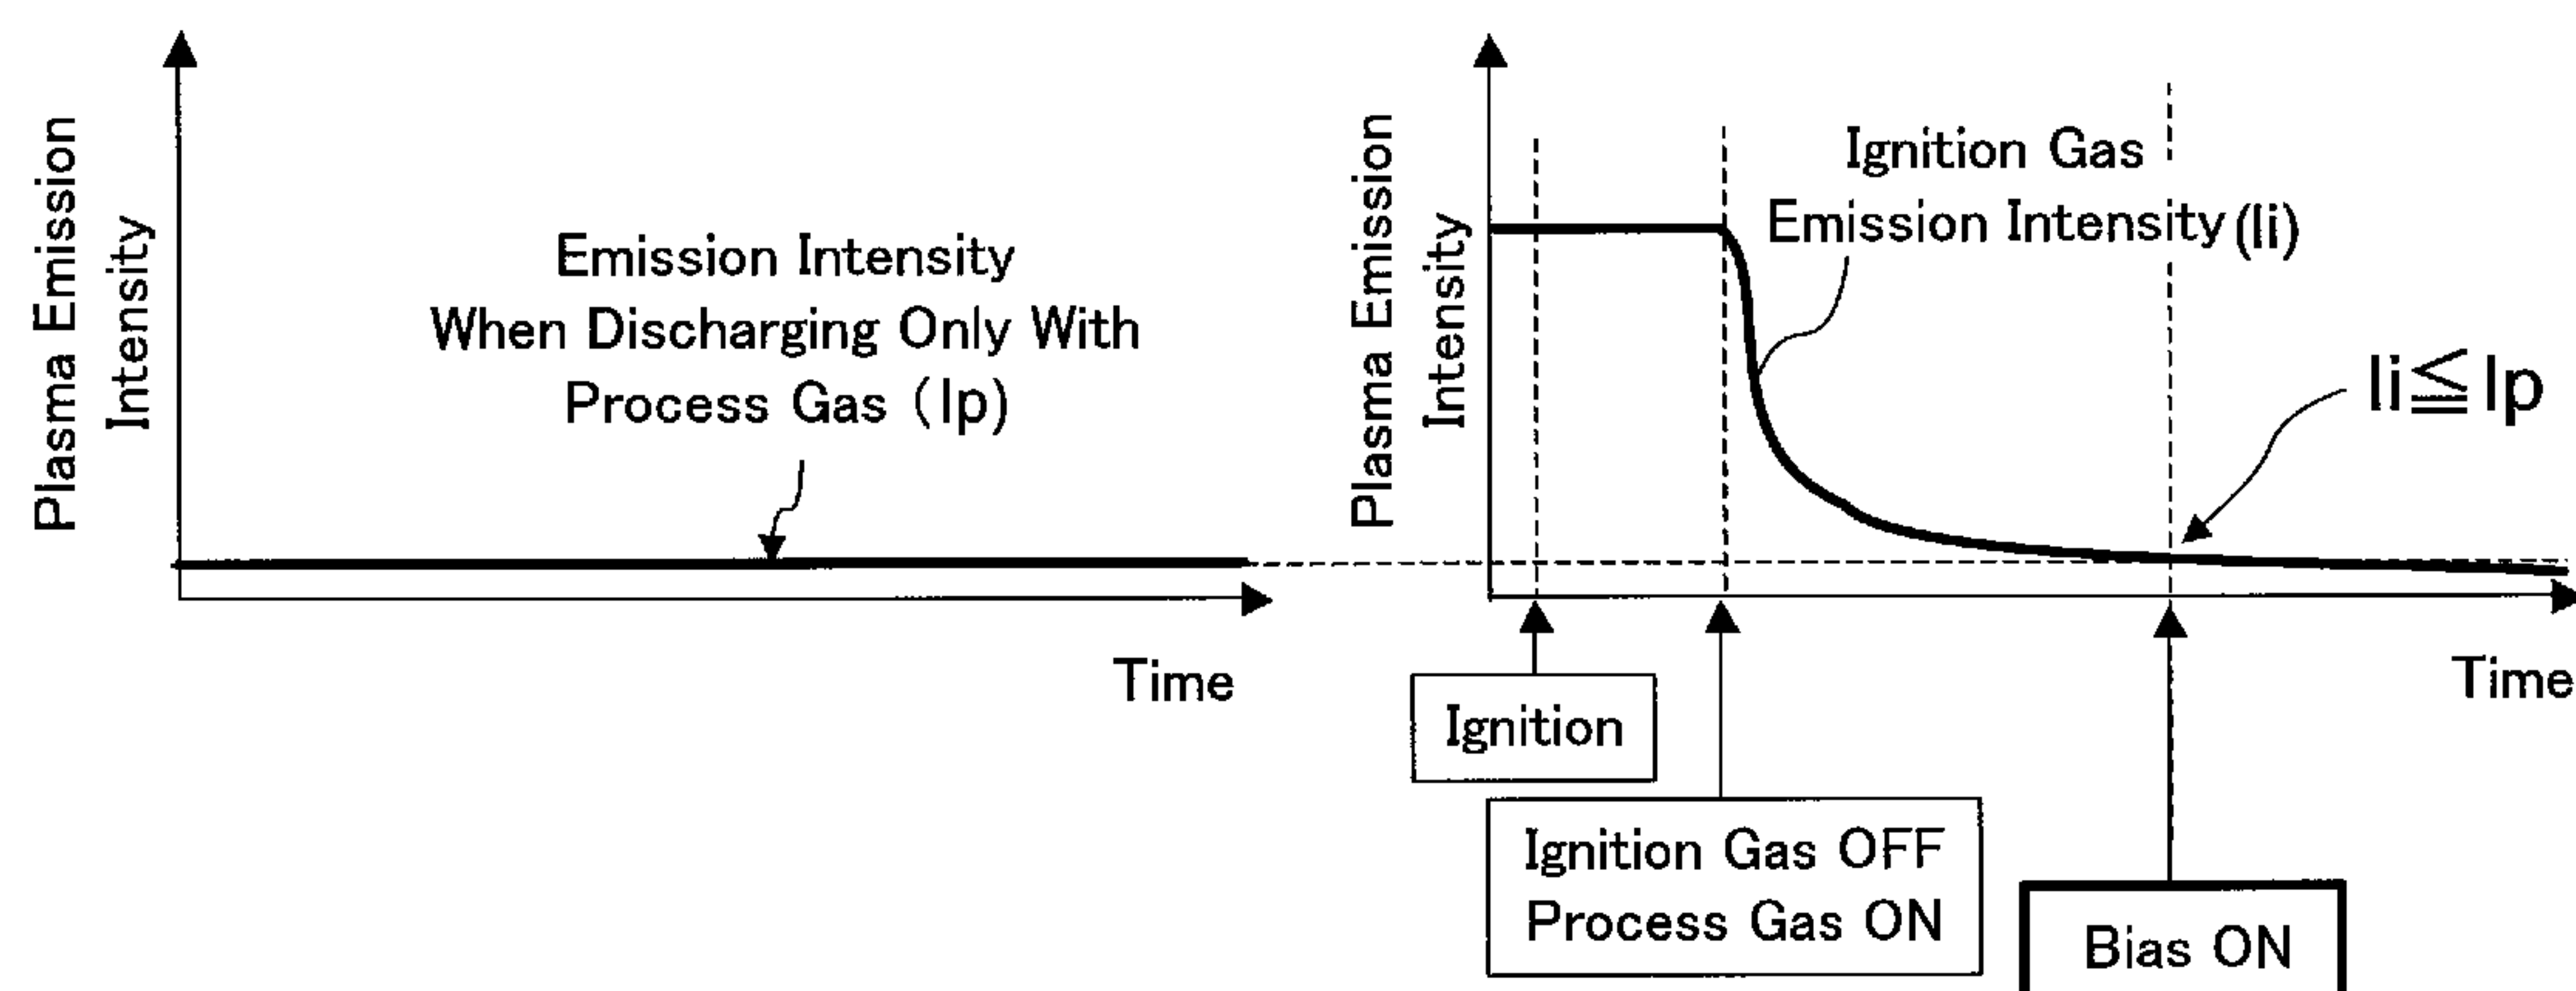 Plasma Emission
Intensity
Emission Intensity
When Discharging Only With
Process Gas (Ip)
Time
Plasma Emission
Intensity
Ignition Gas
Emission Intensity (Ii)
Ii≦Ip
Time
Ignition
Ignition Gas OFF
Process Gas ON
Bias ON